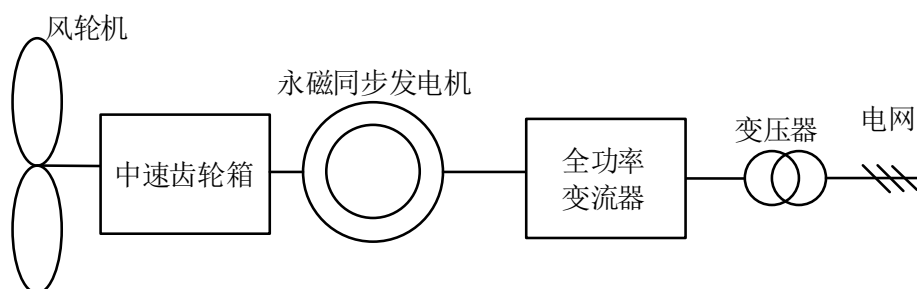 风轮机
永磁同步发电机
中速齿轮箱
全功率
变流器
变压器
电网